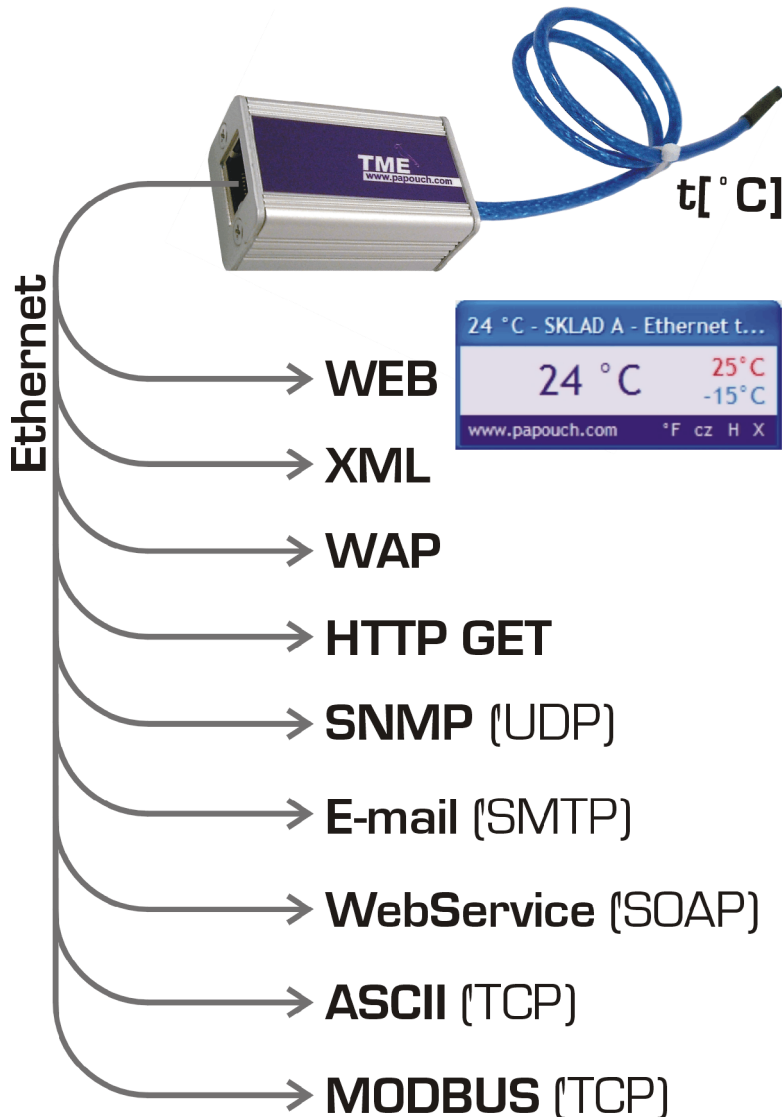 TME
www.papouch.com
t[°C]
Ethernet
24 °C - SKLAD A - Ethernet t...
24 °C
25°C
-15°C
www.papouch.com
°F cz H X
WEB
XML
WAP
HTTP GET
SNMP (UDP)
E-mail (SMTP)
WebService (SOAP)
ASCII (TCP)
MODBUS (TCP)